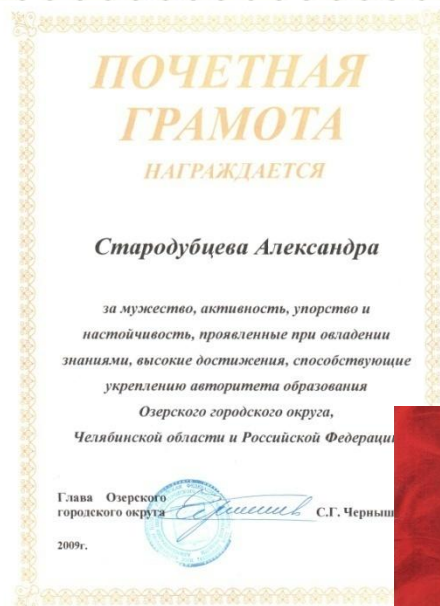 ПОЧЕТНАЯ
ГРАМОТА
НАГРАЖДАЕТСЯ
Стародубцева Александра
за мужество, активность, упорство и
настойчивость, проявленные при овладении
знаниями, высокие достижения, способствующие
укреплению авторитета образования
Озерского городского округа,
Челябинской области и Российской Федерации
Глава Озерского
городского округа С.Г. Черныш
2009г.